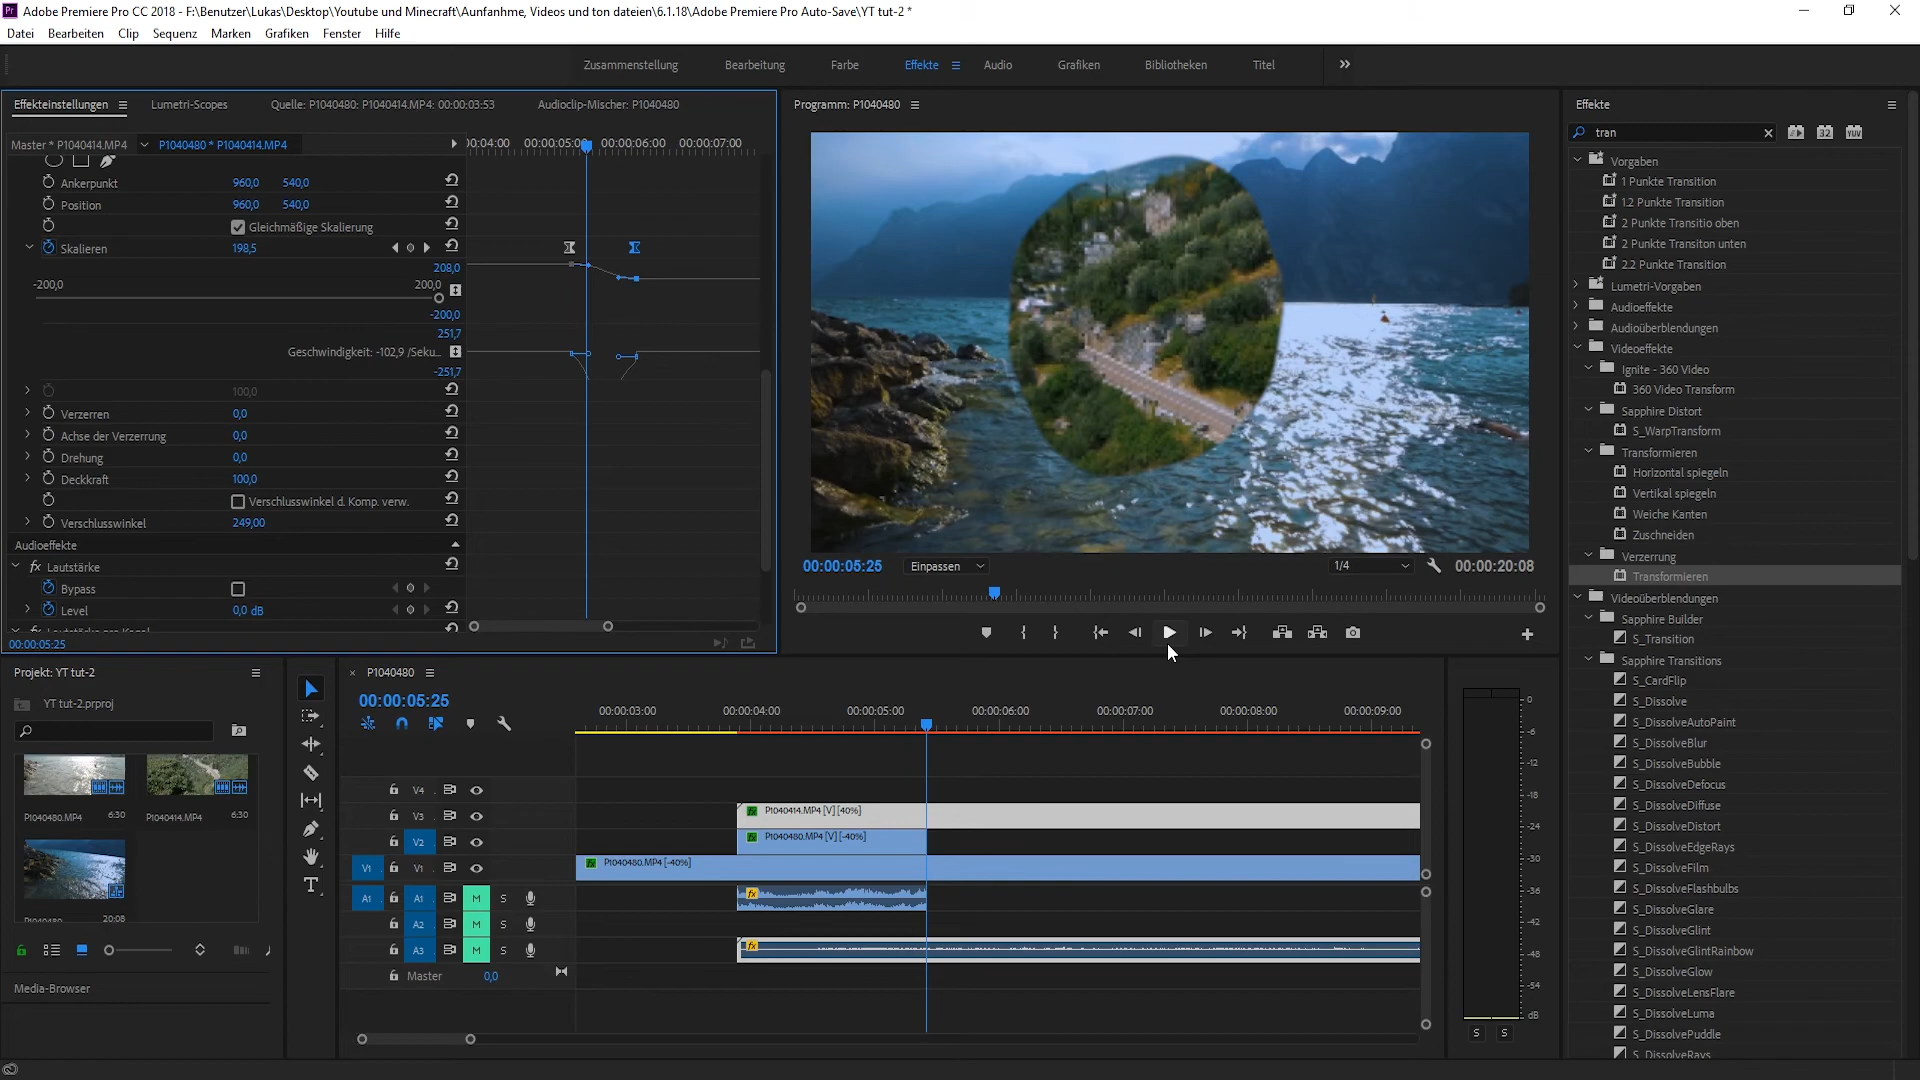 Adobe Premiere Pro CC 2018 - F:\Benutzer\Lukas\Desktop\Youtube und Minecraft\Aunfanhme, Videos und ton dateien\6.1.18\Adobe Premiere Pro Auto-Save\YT tut-2 *
Datei Bearbeiten Clip Sequenz Marken Grafiken Fenster Hilfe
Zusammenstellung Bearbeitung Farbe Effekte Audio Grafiken Bibliotheken Titel
Effekteinstellungen Lumetri-Scopes Quelle: P1040480: P1040414.MP4: 00:00:03:53 Audioclip-Mischer: P1040480
Master * P1040414.MP4 P1040480 * P1040414.MP4
00:04:00 00:00:05:00 00:00:06:00 00:00:07:00
Ankerpunkt 960,0 540,0
Position 960,0 540,0
Gleichmäßige Skalierung
Skalieren 198,5
208,0
-200,0 200,0
-200,0
251,7
Geschwindigkeit: -102,9 /Seku...
-251,7
100,0
Verzerren 0,0
Achse der Verzerrung 0,0
Drehung 0,0
Deckkraft 100,0
Verschlusswinkel d. Komp. verw.
Verschlusswinkel 249,00
Audioeffekte
fx Lautstärke
Bypass
Level 0,0 dB
00:00:05:25
Programm: P1040480
00:00:05:25 Einpassen 1/4 00:00:20:08
Effekte
tran
32 YUV
Vorgaben
1 Punkte Transition
1.2 Punkte Transition
2 Punkte Transitio oben
2 Punkte Transiton unten
2.2 Punkte Transition
Lumetri-Vorgaben
Audioeffekte
Audioüberblendungen
Videoeffekte
Ignite - 360 Video
360 Video Transform
Sapphire Distort
S_WarpTransform
Transformieren
Horizontal spiegeln
Vertikal spiegeln
Weiche Kanten
Zuschneiden
Verzerrung
Transformieren
Videoüberblendungen
Sapphire Builder
S_Transition
Sapphire Transitions
S_CardFlip
S_Dissolve
S_DissolveAutoPaint
S_DissolveBlur
S_DissolveBubble
S_DissolveDefocus
S_DissolveDiffuse
S_DissolveDistort
S_DissolveEdgeRays
S_DissolveFilm
S_DissolveFlashbulbs
S_DissolveGlare
S_DissolveGlint
S_DissolveGlintRainbow
S_DissolveGlow
S_DissolveLensFlare
S_DissolveLuma
S_DissolvePuddle
S_DissolveRays
Projekt: YT tut-2
YT tut-2.prproj
P1040480.MP4 6:30 P1040414.MP4 6:30
P1040480 20:08
Media-Browser
P1040480
00:00:05:25
00:00:03:00 00:00:04:00 00:00:05:00 00:00:06:00 00:00:07:00 00:00:08:00 00:00:09:00
V4
V3 fx P1040414.MP4 [V] [40%]
V2 fx P1040480.MP4 [V] [-40%]
V1 V1 fx P1040480.MP4 [-40%]
A1 A1 M S fx
A2 M S
A3 M S fx
Master 0,0
0
-6
-12
-18
-24
-30
-36
-42
-48
-54
dB
S S